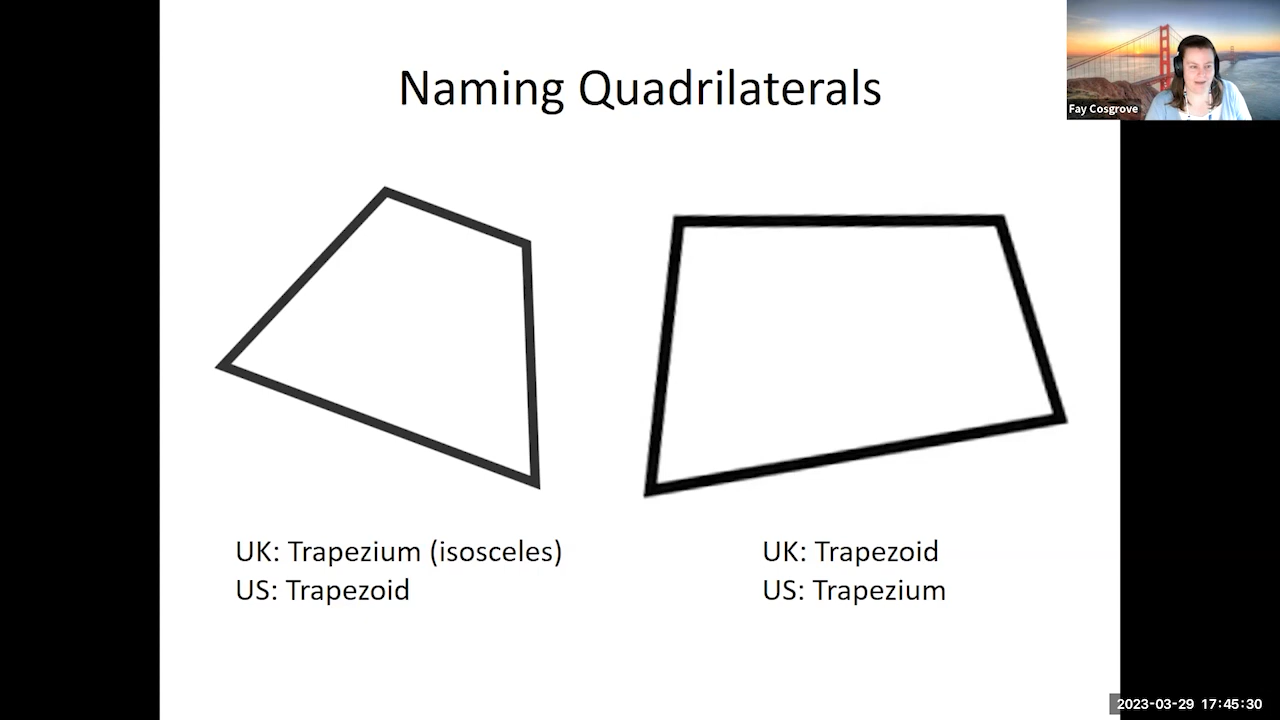 Naming Quadrilaterals
Fay Cosgrove
UK: Trapezium (isosceles)
US: Trapezoid
UK: Trapezoid
US: Trapezium
2023-03-29 17:45:30